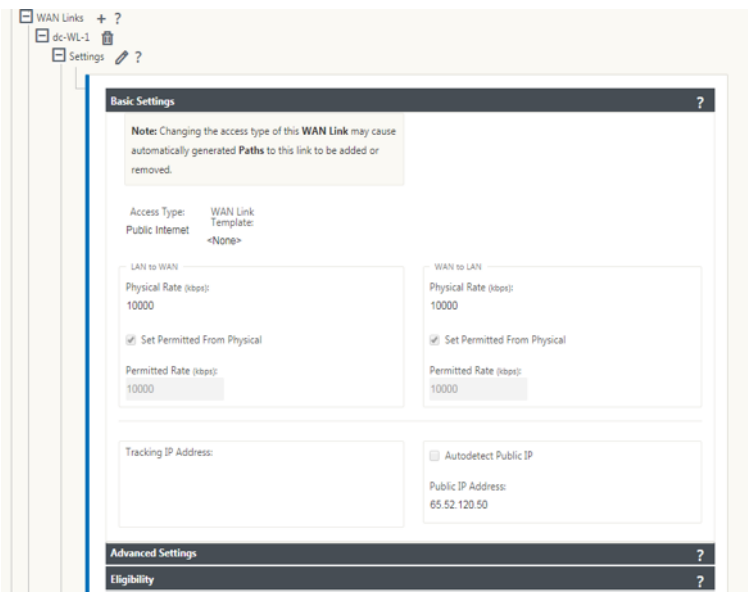 WAN Links + ?
dc-WL-1
Settings ?
Basic Settings ?
Note: Changing the access type of this WAN Link may cause
automatically generated Paths to this link to be added or
removed.
Access Type: WAN Link
Template:
Public Internet
<None>
LAN to WAN WAN to LAN
Physical Rate (kbps): Physical Rate (kbps):
10000 10000
Set Permitted From Physical Set Permitted From Physical
Permitted Rate (kbps): Permitted Rate (kbps):
10000 10000
Tracking IP Address: Autodetect Public IP
Public IP Address:
65.52.120.50
Advanced Settings ?
Eligibility ?